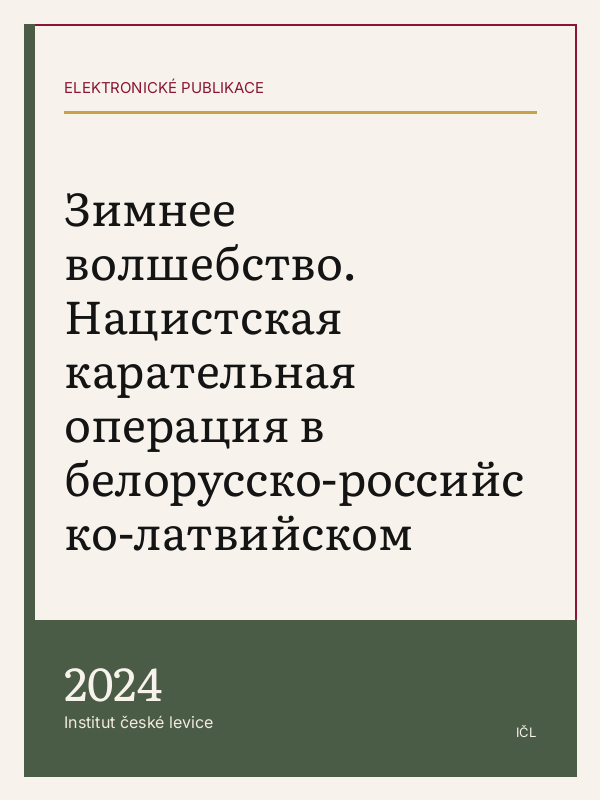 ELEKTRONICKÉ PUBLIKACE
Зимнее
волшебство.
Нацистская
карательная
операция в
белорусско-российс
ко-латвийском
2024
Institut české levice
IČL